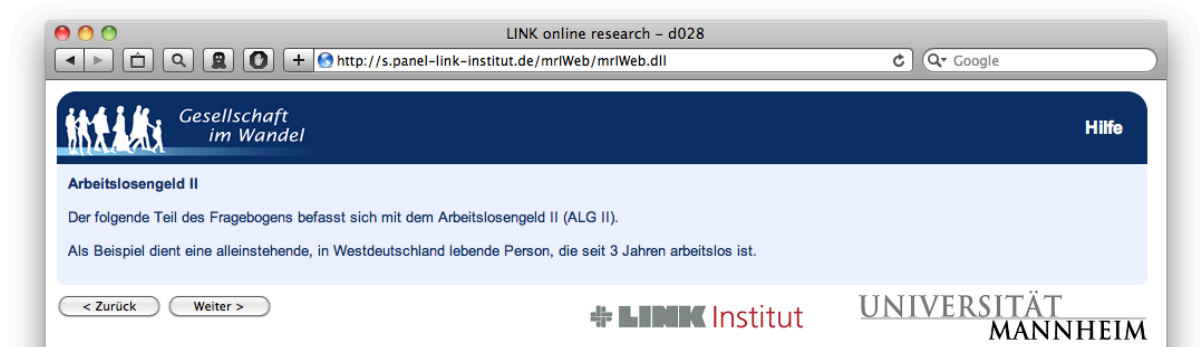 LINK online research – d028
http://s.panel-link-institut.de/mrlWeb/mrlWeb.dll
Google
Gesellschaft
im Wandel
Hilfe
Arbeitslosengeld II
Der folgende Teil des Fragebogens befasst sich mit dem Arbeitslosengeld II (ALG II).
Als Beispiel dient eine alleinstehende, in Westdeutschland lebende Person, die seit 3 Jahren arbeitslos ist.
< Zurück Weiter >
LINK Institut
UNIVERSITÄT
MANNHEIM